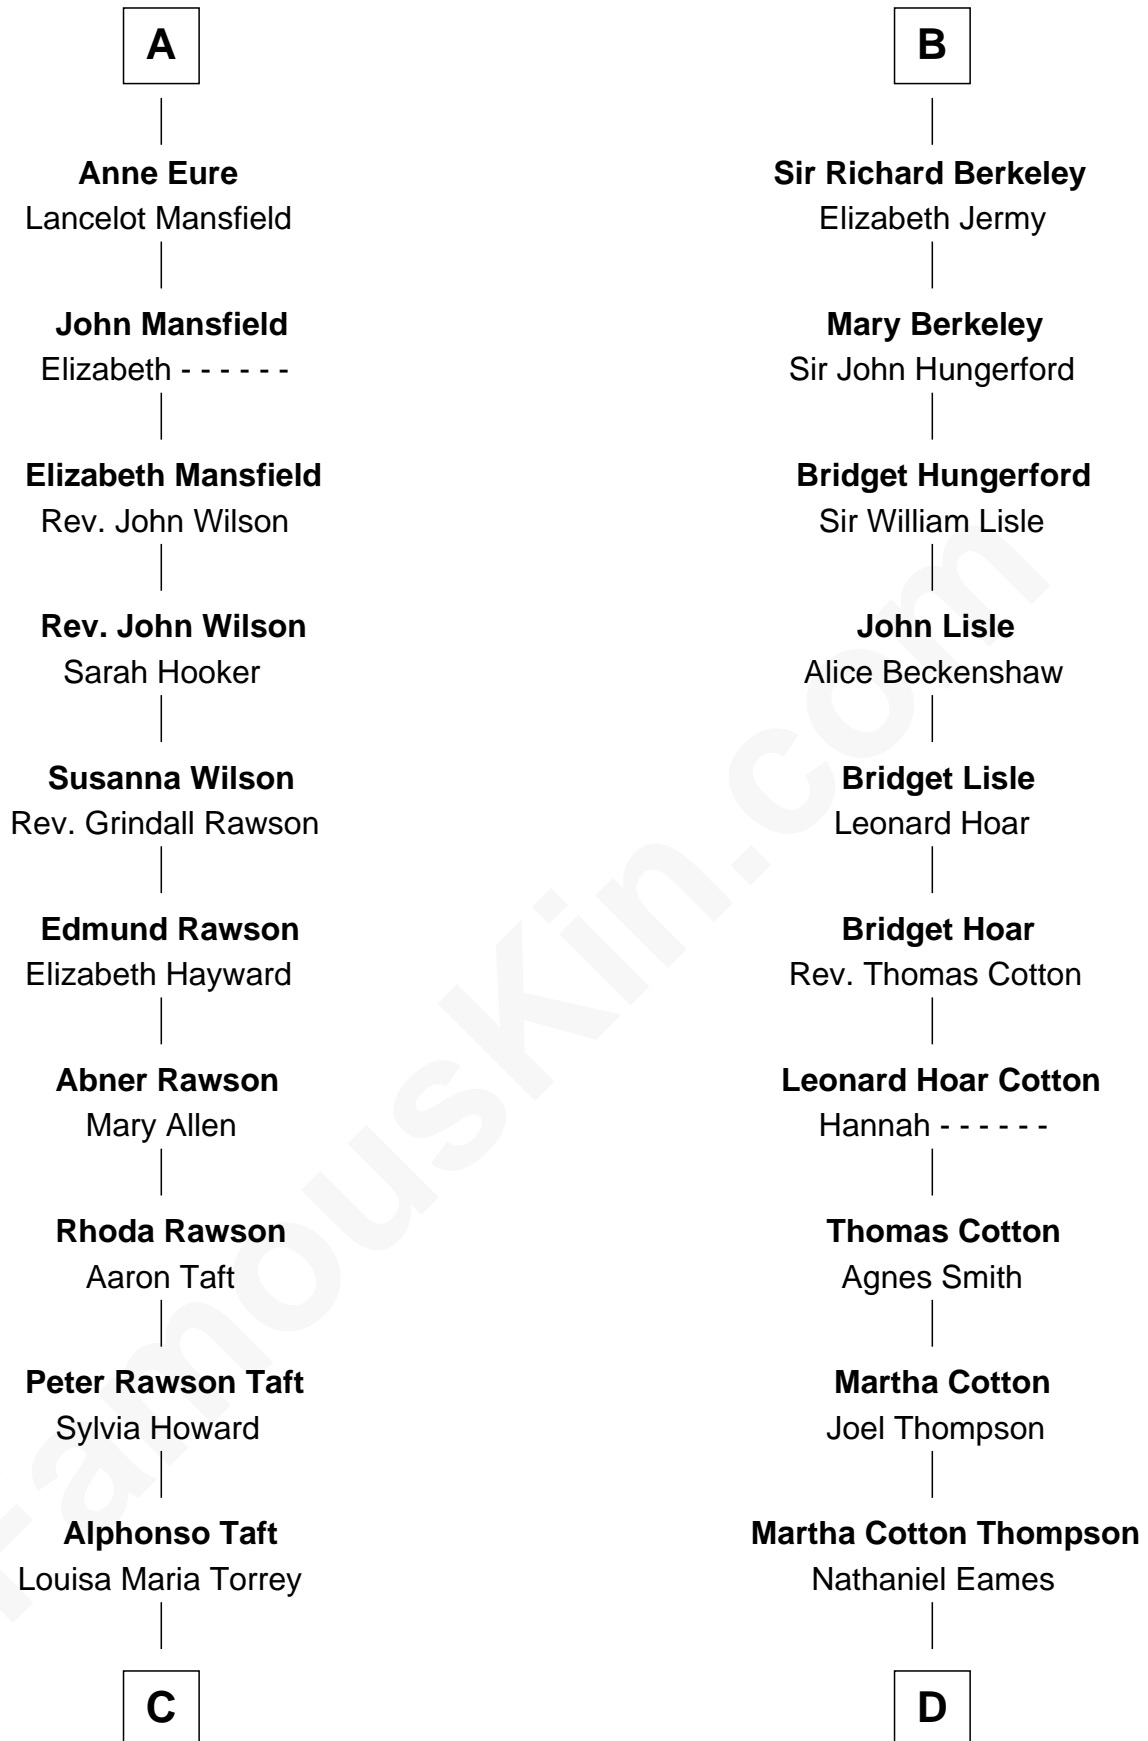 A
Anne Eure
Lancelot Mansfield
John Mansfield
Elizabeth - - - - - -
Elizabeth Mansfield
Rev. John Wilson
Rev. John Wilson
Sarah Hooker
Susanna Wilson
Rev. Grindall Rawson
Edmund Rawson
Elizabeth Hayward
Abner Rawson
Mary Allen
Rhoda Rawson
Aaron Taft
Peter Rawson Taft
Sylvia Howard
Alphonso Taft
Louisa Maria Torrey
C
B
Sir Richard Berkeley
Elizabeth Jermy
Mary Berkeley
Sir John Hungerford
Bridget Hungerford
Sir William Lisle
John Lisle
Alice Beckenshaw
Bridget Lisle
Leonard Hoar
Bridget Hoar
Rev. Thomas Cotton
Leonard Hoar Cotton
Hannah - - - - - -
Thomas Cotton
Agnes Smith
Martha Cotton
Joel Thompson
Martha Cotton Thompson
Nathaniel Eames
D
FamousKin.com